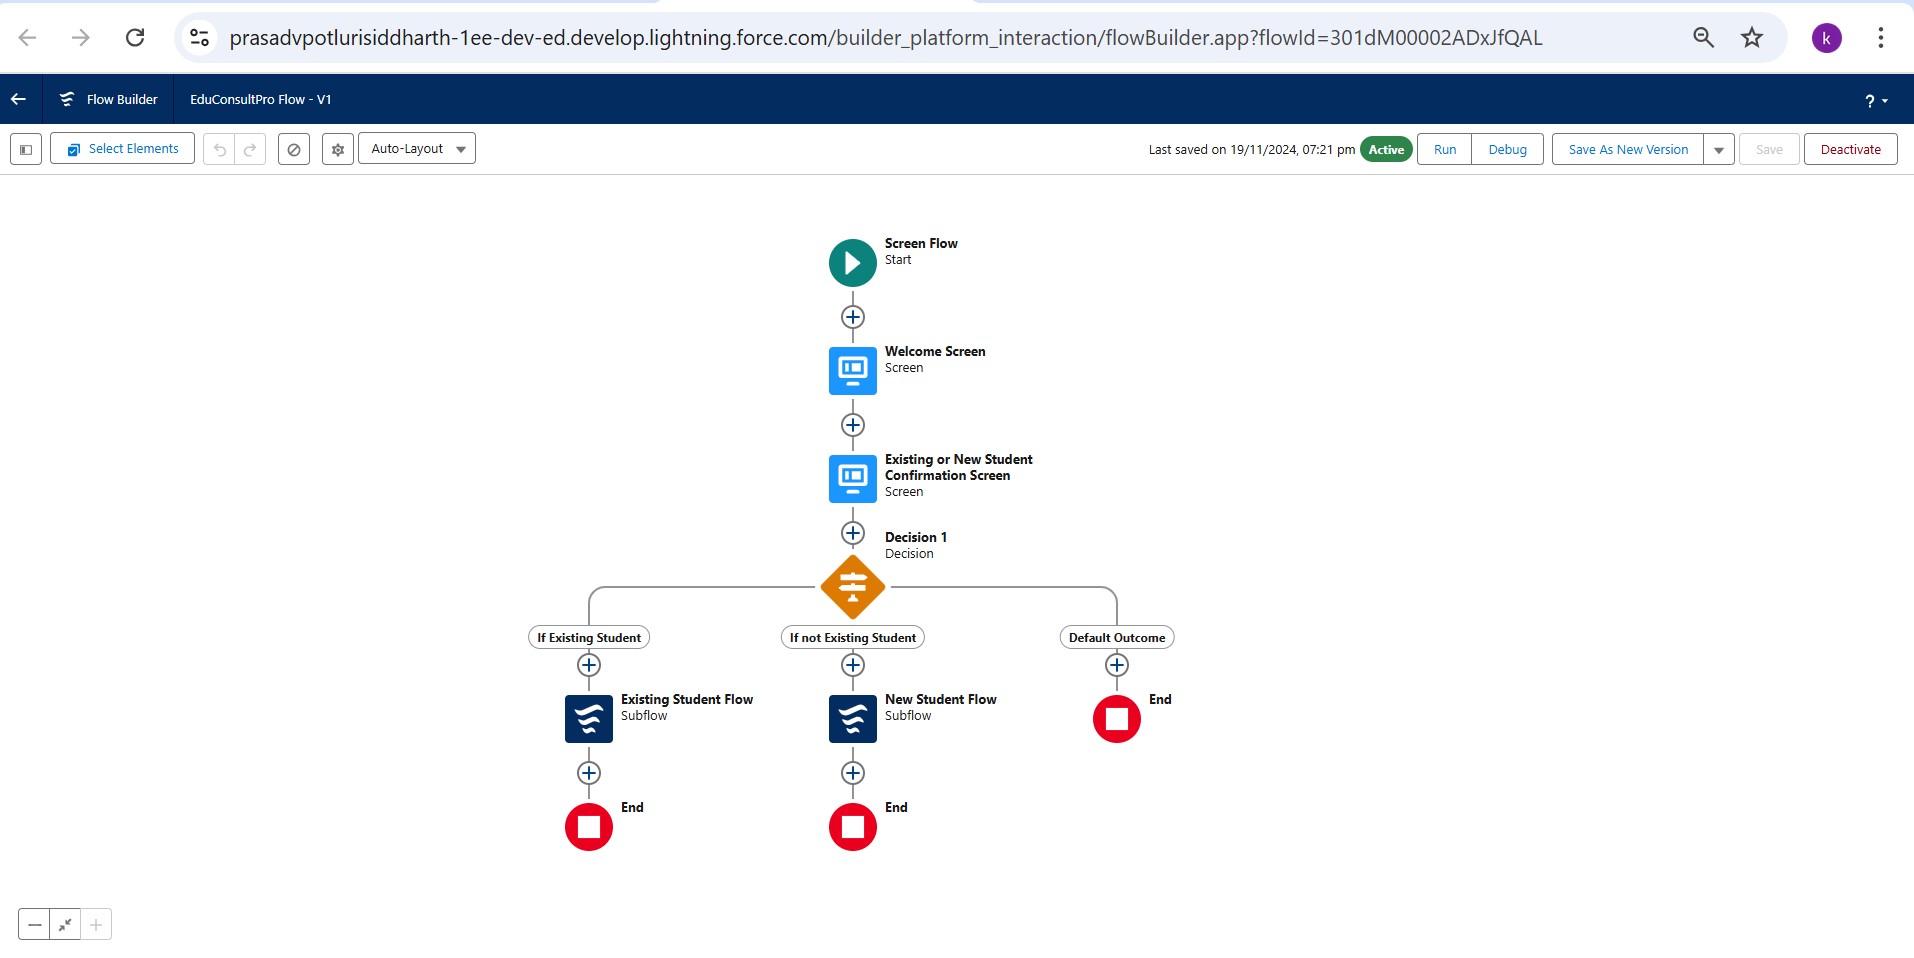 prasadvpotlurisiddharth-1ee-dev-ed.develop.lightning.force.com/builder_platform_interaction/flowBuilder.app?flowId=301dM00002ADxJfQAL
k
Flow Builder
EduConsultPro Flow - V1
?
Select Elements
Auto-Layout
Last saved on 19/11/2024, 07:21 pm
Active
Run
Debug
Save As New Version
Save
Deactivate
Screen Flow
Start
Welcome Screen
Screen
Existing or New Student
Confirmation Screen
Screen
Decision 1
Decision
If Existing Student
If not Existing Student
Default Outcome
Existing Student Flow
Subflow
New Student Flow
Subflow
End
End
End